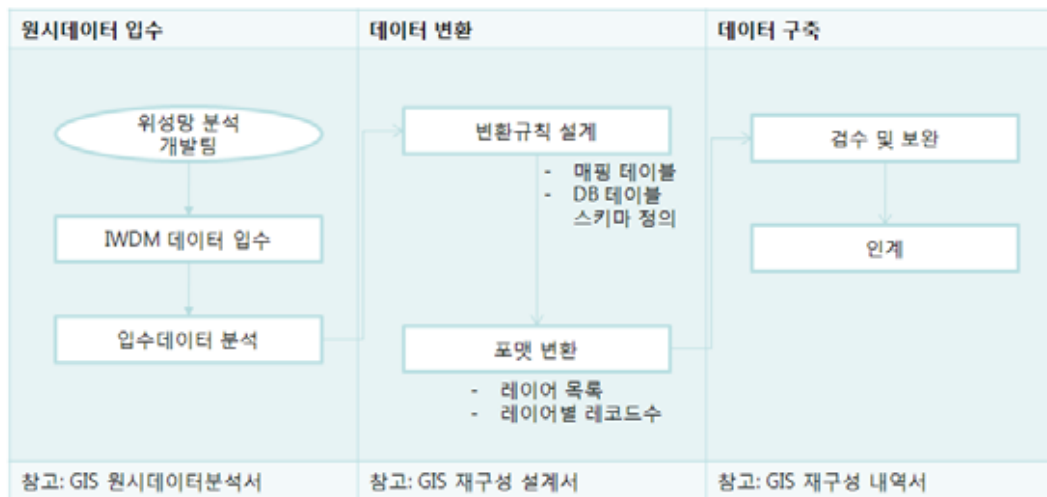 원시데이터 입수
위성망 분석
개발팀
IWDM 데이터 입수
입수데이터 분석
참고: GIS 원시데이터분석서
데이터 변환
변환규칙 설계
- 매핑 테이블
- DB 테이블
스키마 정의
포맷 변환
- 레이어 목록
- 레이어별 레코드수
참고: GIS 재구성 설계서
데이터 구축
검수 및 보완
인계
참고: GIS 재구성 내역서